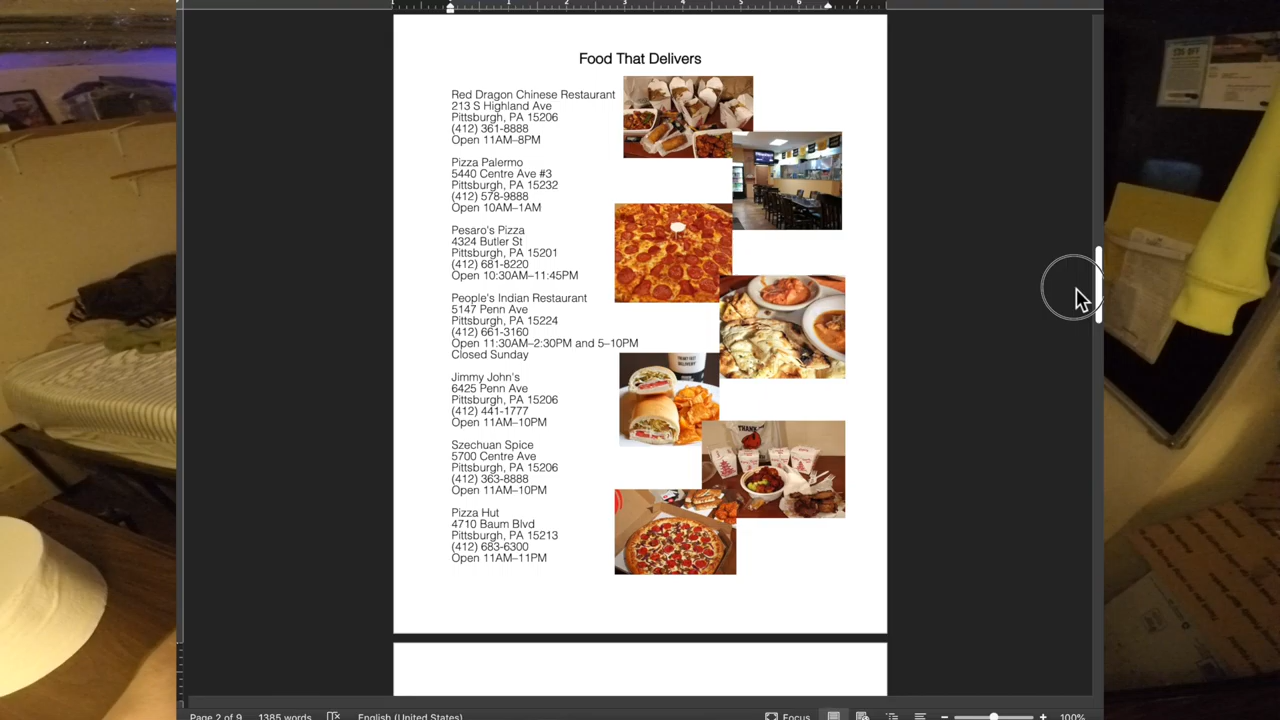 Food That Delivers
Red Dragon Chinese Restaurant
213 S Highland Ave
Pittsburgh, PA 15206
(412) 361-8888
Open 11AM–8PM
Pizza Palermo
5440 Centre Ave #3
Pittsburgh, PA 15232
(412) 578-9888
Open 10AM–1AM
Pesaro's Pizza
4324 Butler St
Pittsburgh, PA 15201
(412) 681-8220
Open 10:30AM–11:45PM
People's Indian Restaurant
5147 Penn Ave
Pittsburgh, PA 15224
(412) 661-3160
Open 11:30AM–2:30PM and 5–10PM
Closed Sunday
Jimmy John's
6425 Penn Ave
Pittsburgh, PA 15206
(412) 441-1777
Open 11AM–10PM
Szechuan Spice
5700 Centre Ave
Pittsburgh, PA 15206
(412) 363-8888
Open 11AM–10PM
Pizza Hut
4710 Baum Blvd
Pittsburgh, PA 15213
(412) 683-6300
Open 11AM–11PM
Page 2 of 9 1385 words English (United States) Focus 100%